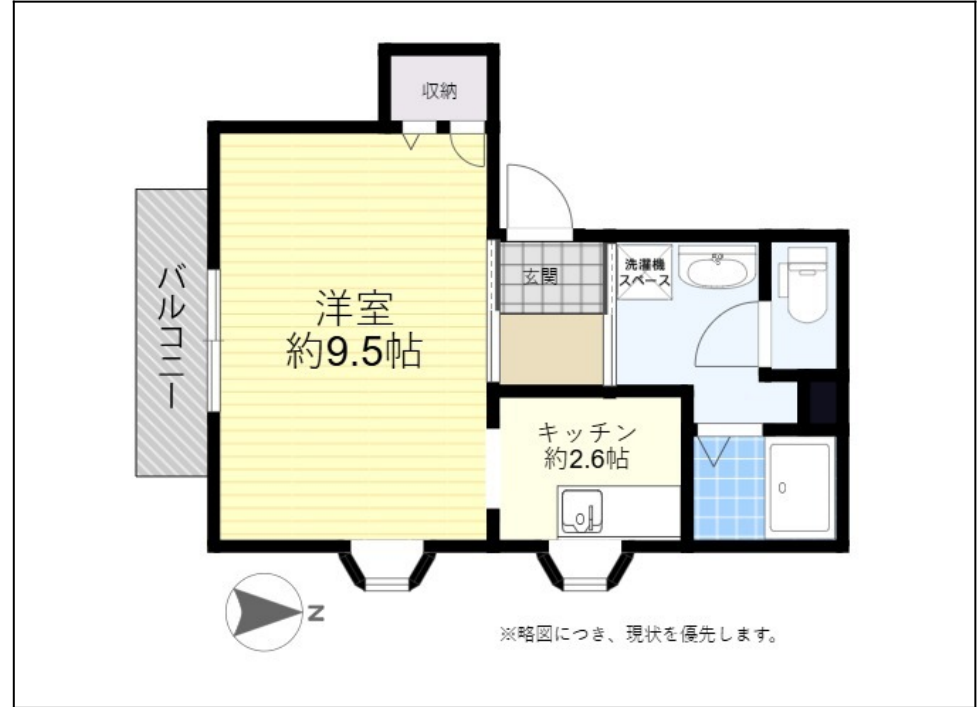 収納
玄関
洗濯機
スペース
バルコニー
洋室
約9.5帖
キッチン
約2.6帖
N
※略図につき、現状を優先します。